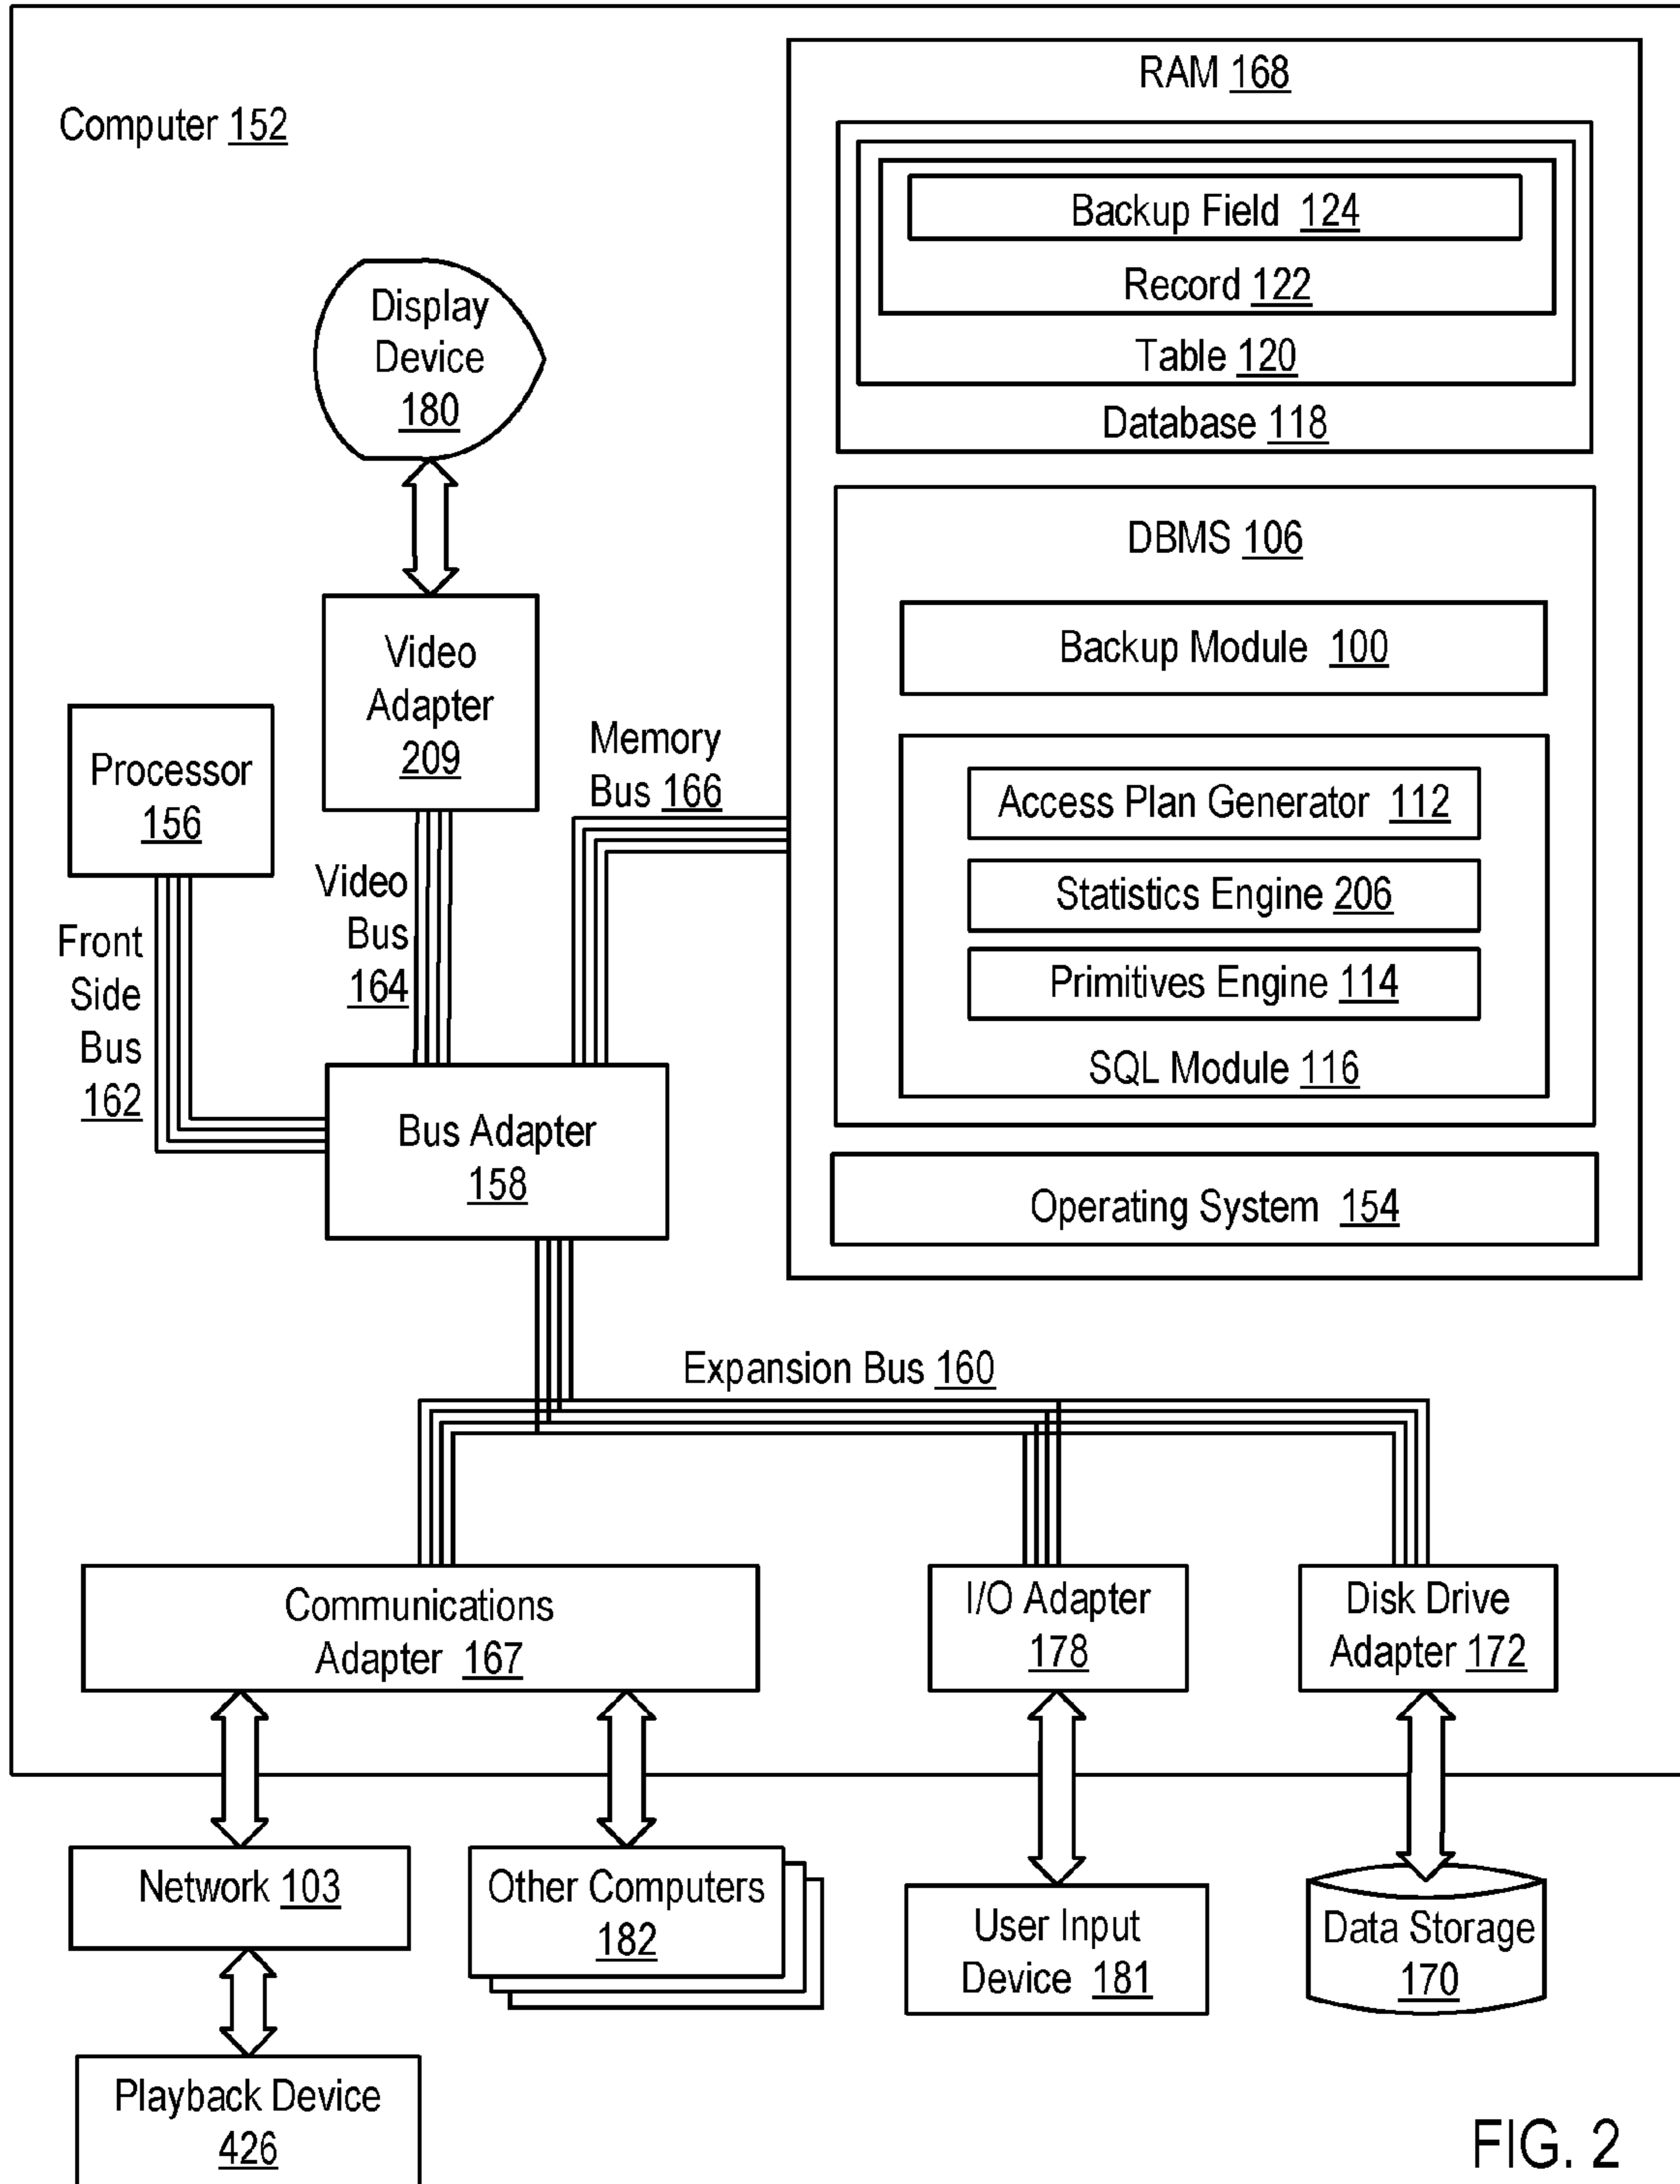 Computer 152
RAM 168
Backup Field 124
Record 122
Table 120
Database 118
DBMS 106
Backup Module 100
Access Plan Generator 112
Statistics Engine 206
Primitives Engine 114
SQL Module 116
Operating System 154
Display
Device
180
Video
Adapter
209
Processor
156
Memory
Bus 166
Video
Bus
164
Front
Side
Bus
162
Bus Adapter
158
Expansion Bus 160
Communications
Adapter 167
I/O Adapter
178
Disk Drive
Adapter 172
Network 103
Other Computers
182
User Input
Device 181
Data Storage
170
Playback Device
426
FIG. 2